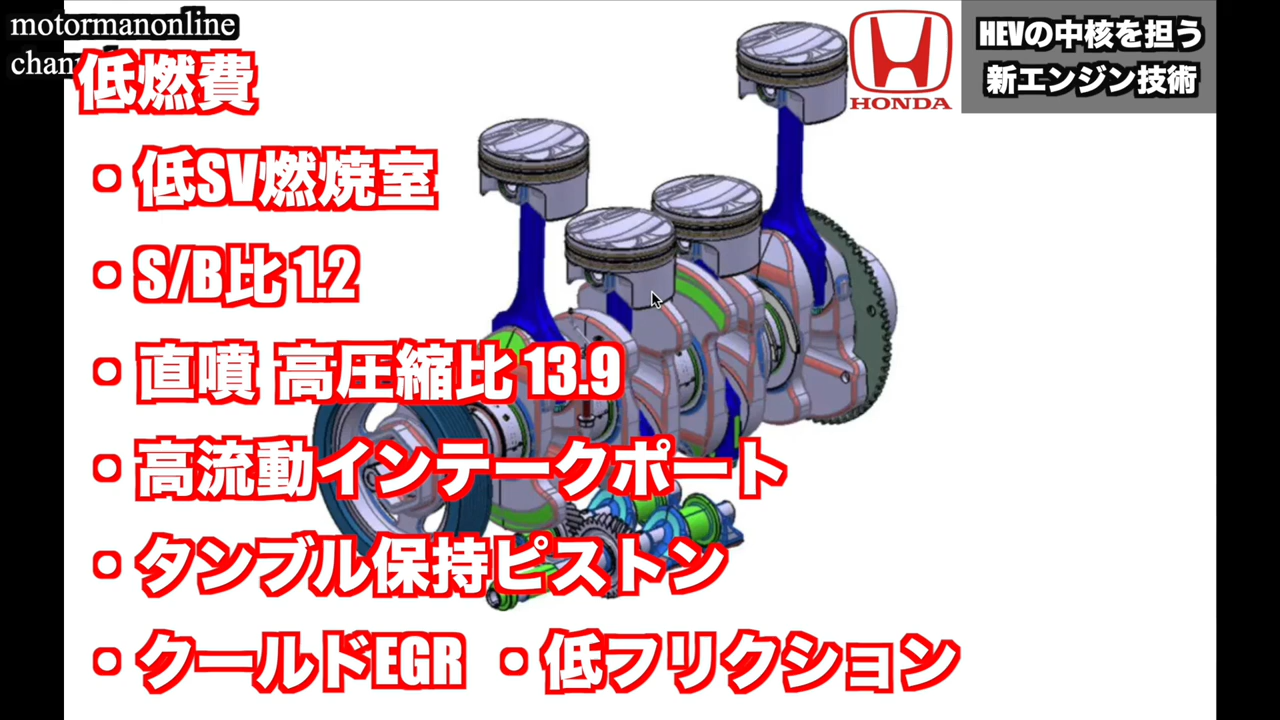 motormanonline
低燃費
・低SV燃焼室
・S/B比 1.2
・直噴 高圧縮比 13.9
・高流動インテークポート
・タンブル保持ピストン
・クールドEGR ・低フリクション
HONDA
HEVの中核を担う
新エンジン技術